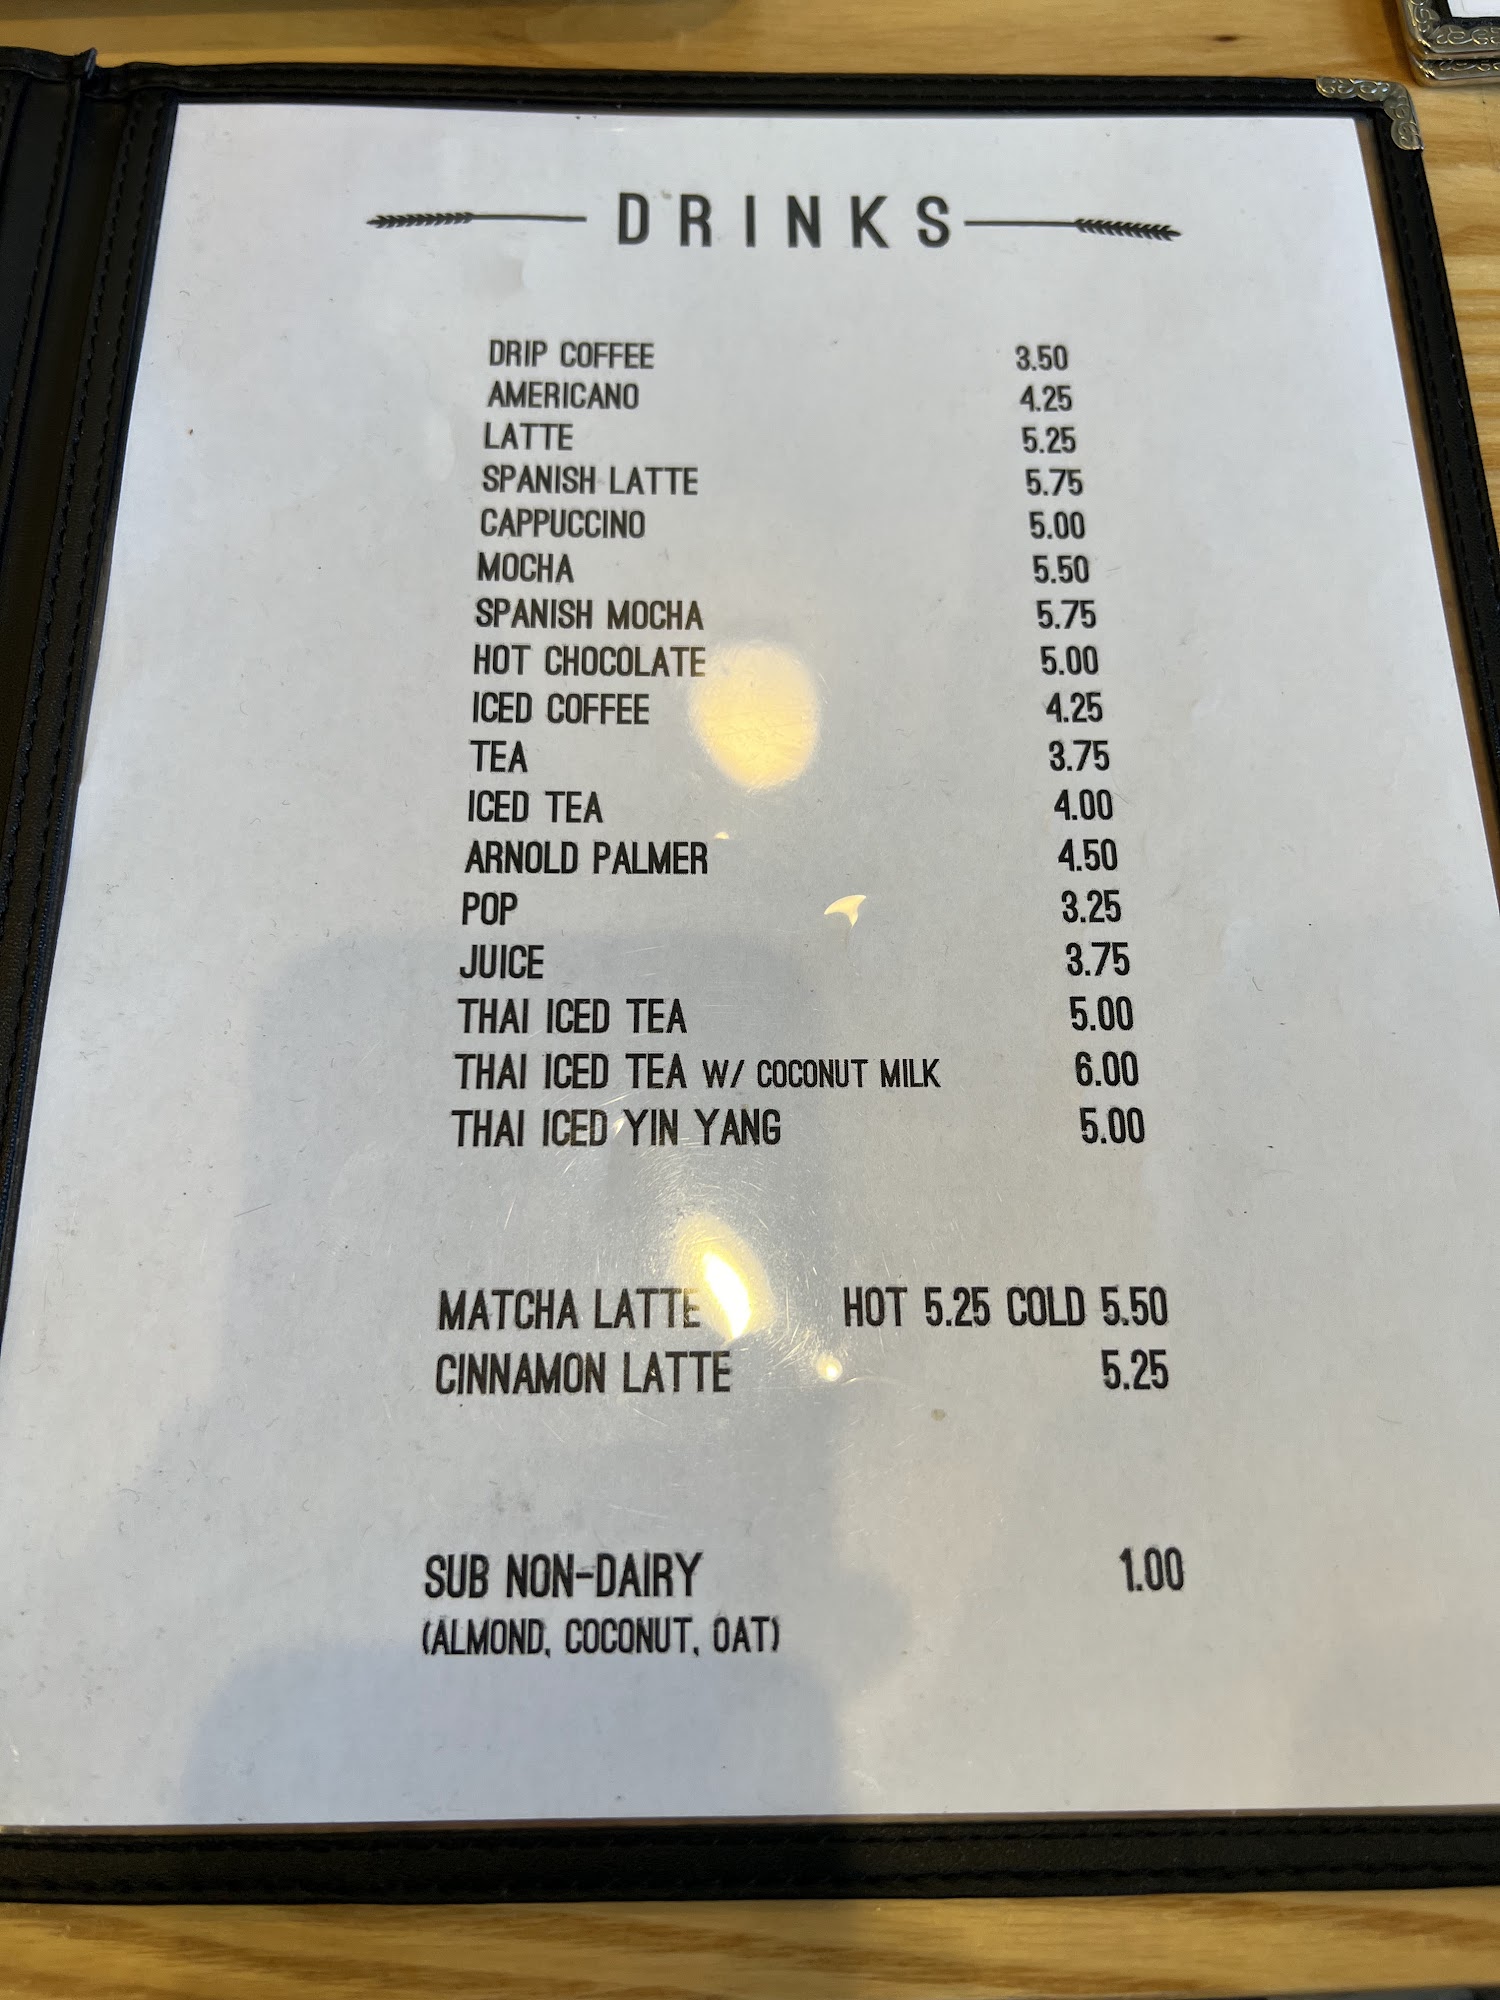 DRINKS
DRIP COFFEE 3.50
AMERICANO 4.25
LATTE 5.25
SPANISH LATTE 5.75
CAPPUCCINO 5.00
MOCHA 5.50
SPANISH MOCHA 5.75
HOT CHOCOLATE 5.00
ICED COFFEE 4.25
TEA 3.75
ICED TEA 4.00
ARNOLD PALMER 4.50
POP 3.25
JUICE 3.75
THAI ICED TEA 5.00
THAI ICED TEA W/ COCONUT MILK 6.00
THAI ICED YIN YANG 5.00
MATCHA LATTE HOT 5.25 COLD 5.50
CINNAMON LATTE 5.25
SUB NON-DAIRY 1.00
(ALMOND, COCONUT, OAT)